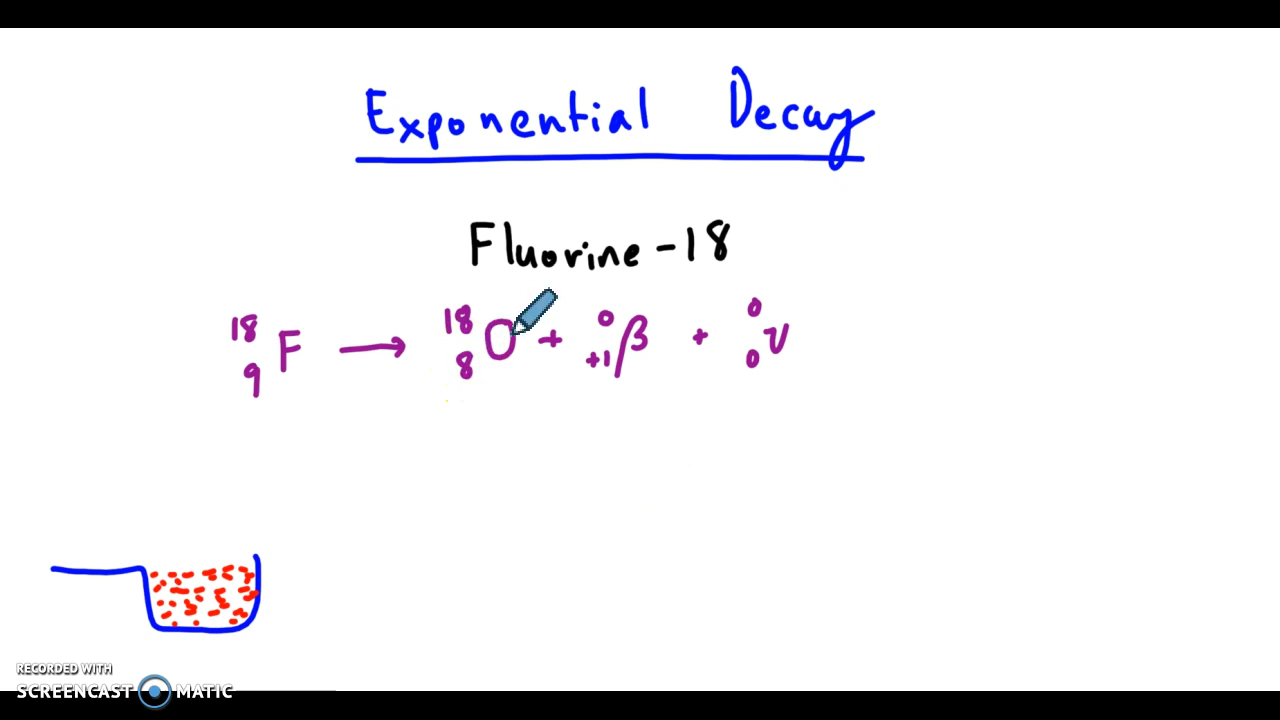 Exponential Decay
Fluorine-18
¹⁸₉F → ¹⁸₈O + ⁰₊₁β + ⁰₀ν
RECORDED WITH
SCREENCAST MATIC